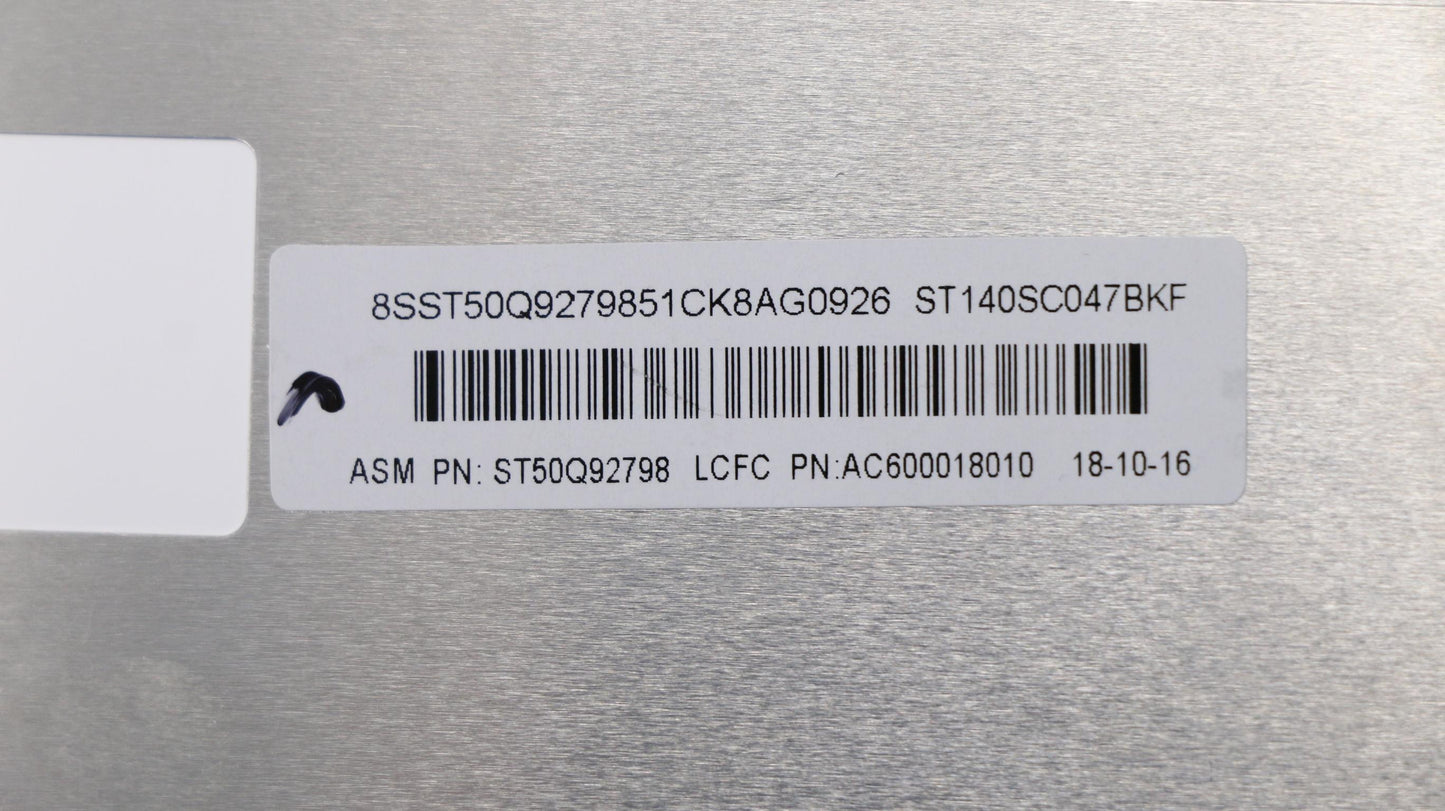 8SST50Q9279851CK8AG0926 ST140SC047BKF
ASM PN: ST50Q92798 LCFC PN:AC600018010 18-10-16